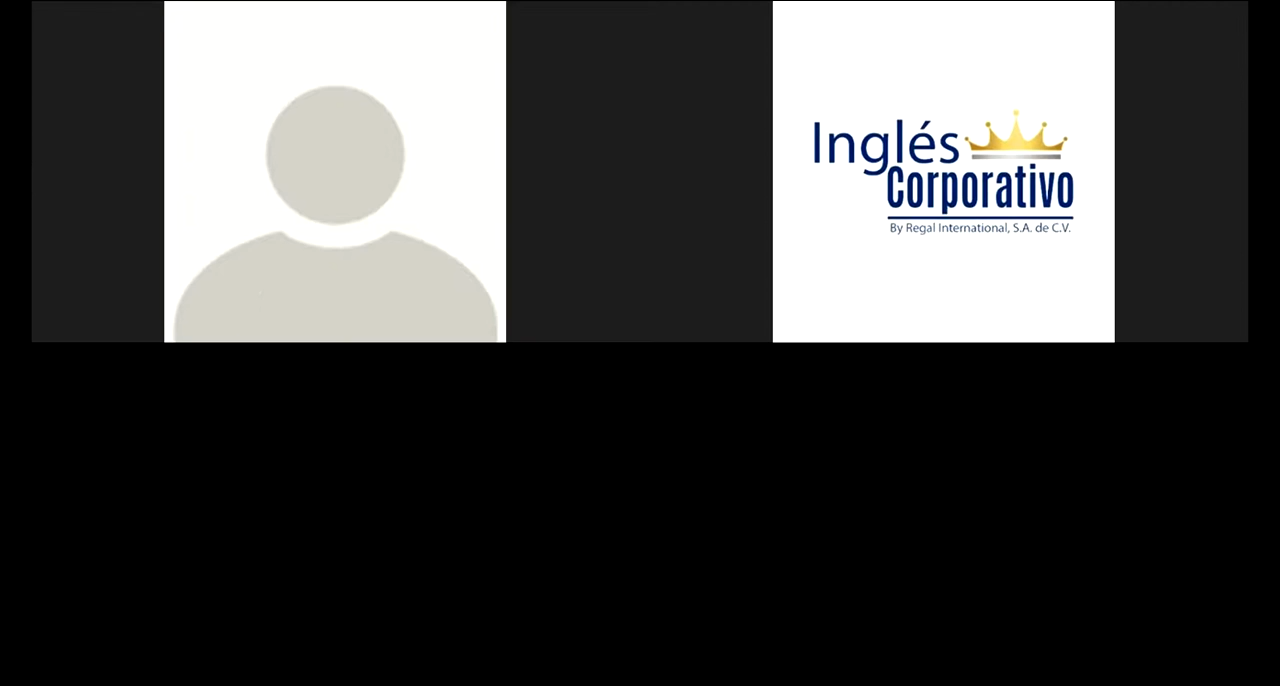 Inglés
Corporativo
By Regal International, S.A. de C.V.